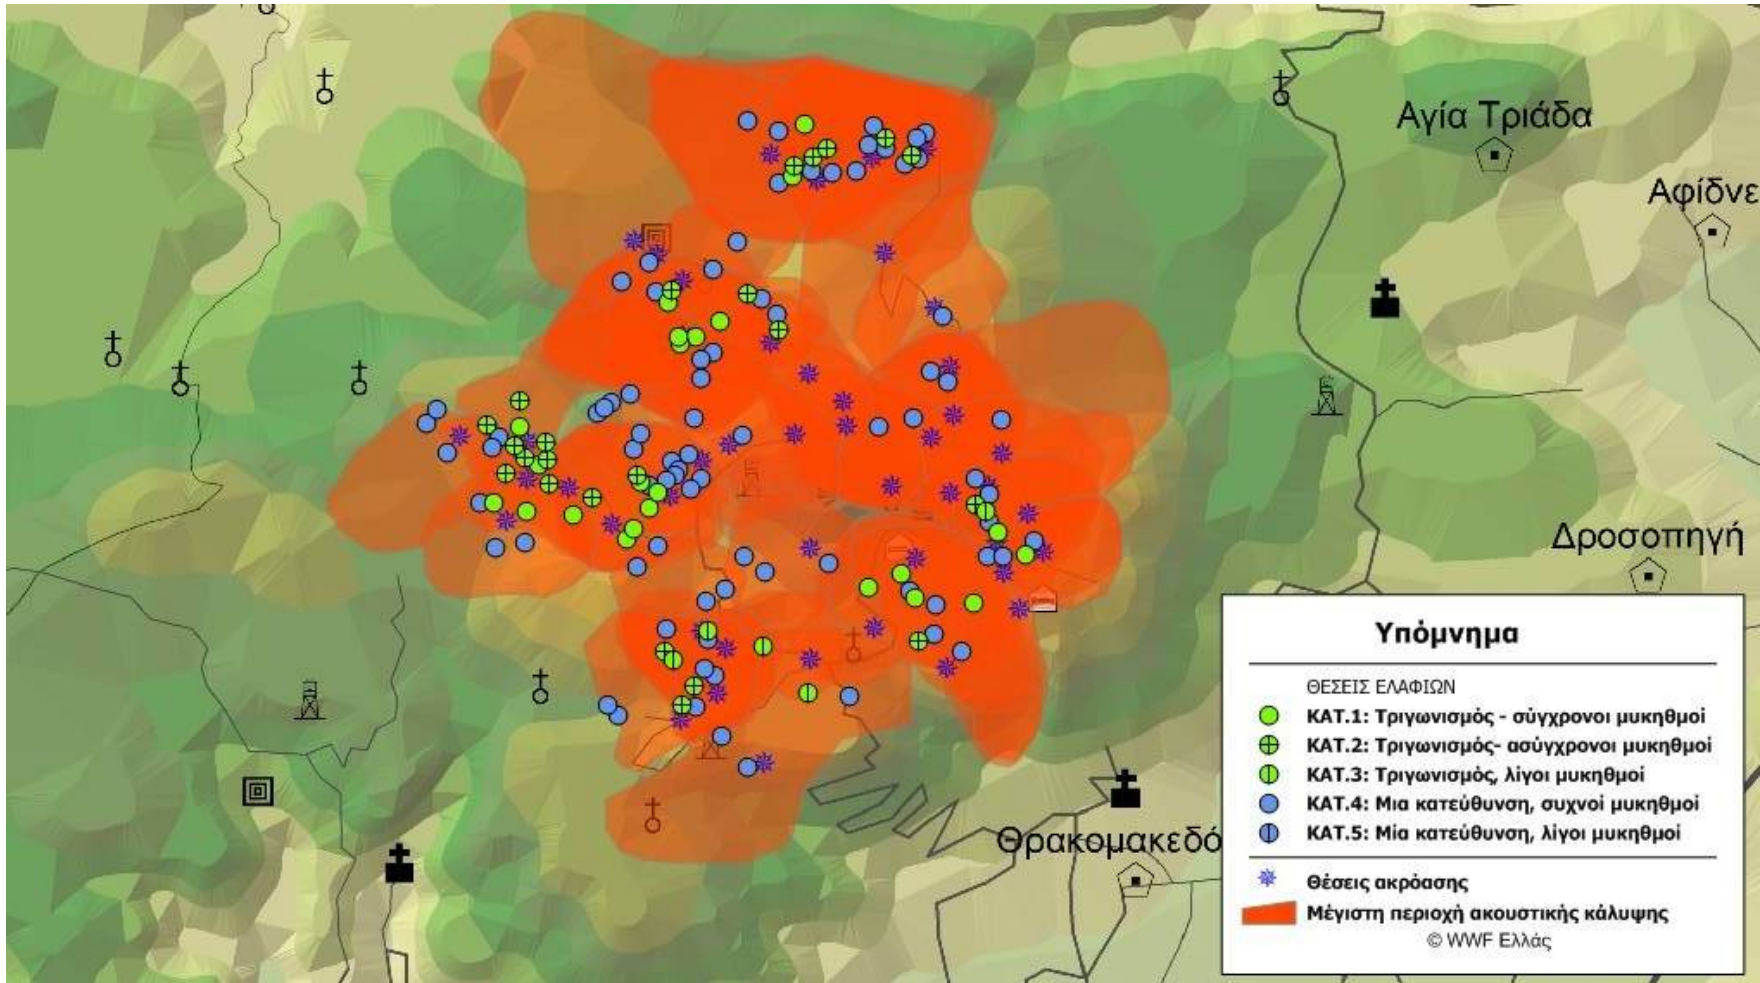 Αγία Τριάδα
Αφίδνε
Δροσοπηγή
Θρακομακεδό
Υπόμνημα
ΘΕΣΕΙΣ ΕΛΑΦΙΩΝ
ΚΑΤ.1: Τριγωνισμός - σύγχρονοι μυκηθμοί
ΚΑΤ.2: Τριγωνισμός- ασύγχρονοι μυκηθμοί
ΚΑΤ.3: Τριγωνισμός, λίγοι μυκηθμοί
ΚΑΤ.4: Μια κατεύθυνση, συχνοί μυκηθμοί
ΚΑΤ.5: Μία κατεύθυνση, λίγοι μυκηθμοί
Θέσεις ακρόασης
Μέγιστη περιοχή ακουστικής κάλυψης
© WWF Ελλάς